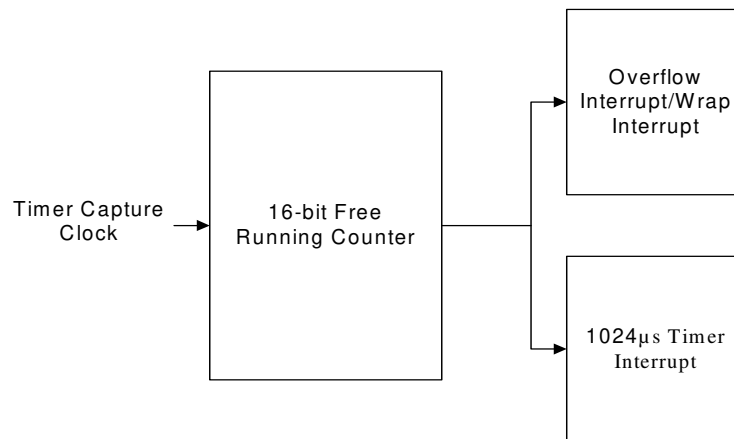 Overflow
Interrupt/Wrap
Interrupt
Timer Capture
Clock
16-bit Free
Running Counter
1024µs Timer
Interrupt